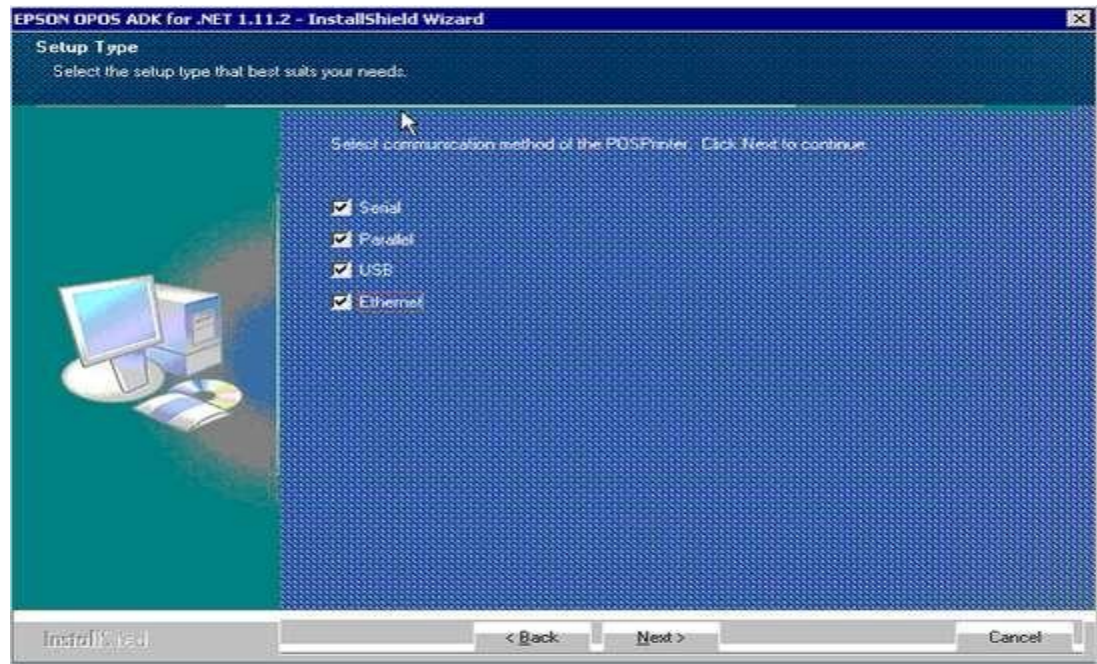 EPSON OPOS ADK for .NET 1.11.2 - InstallShield Wizard
Setup Type
Select the setup type that best suits your needs.
Select communication method of the POSPrinter. Click Next to continue.
Serial
Parallel
USB
Ethernet
InstallShield
< Back
Next >
Cancel